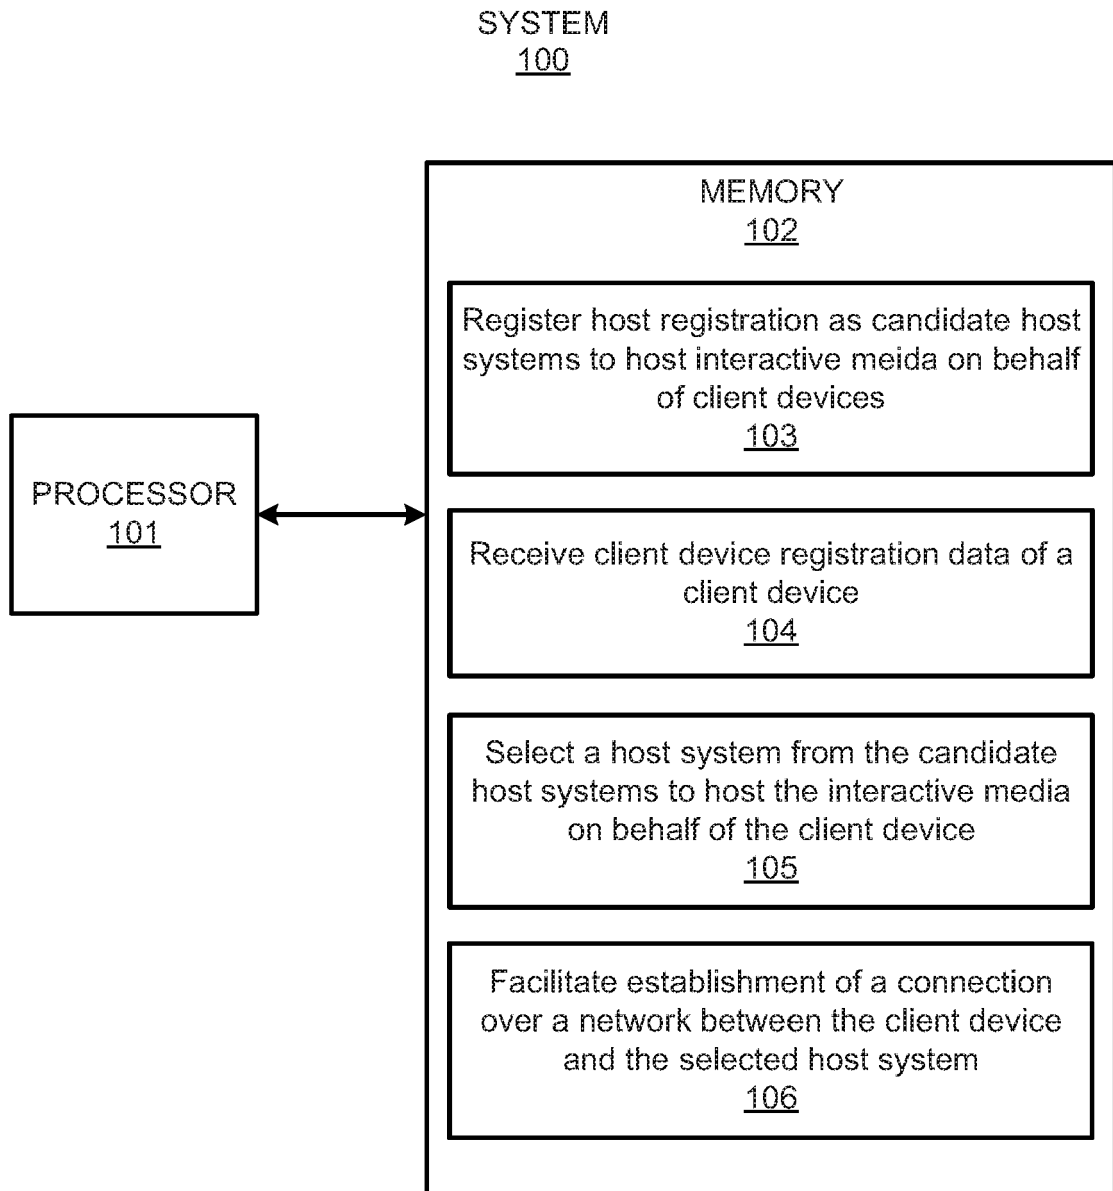 SYSTEM
100
MEMORY
102
Register host registration as candidate host
systems to host interactive meida on behalf
of client devices
103
PROCESSOR
101
Receive client device registration data of a
client device
104
Select a host system from the candidate
host systems to host the interactive media
on behalf of the client device
105
Facilitate establishment of a connection
over a network between the client device
and the selected host system
106